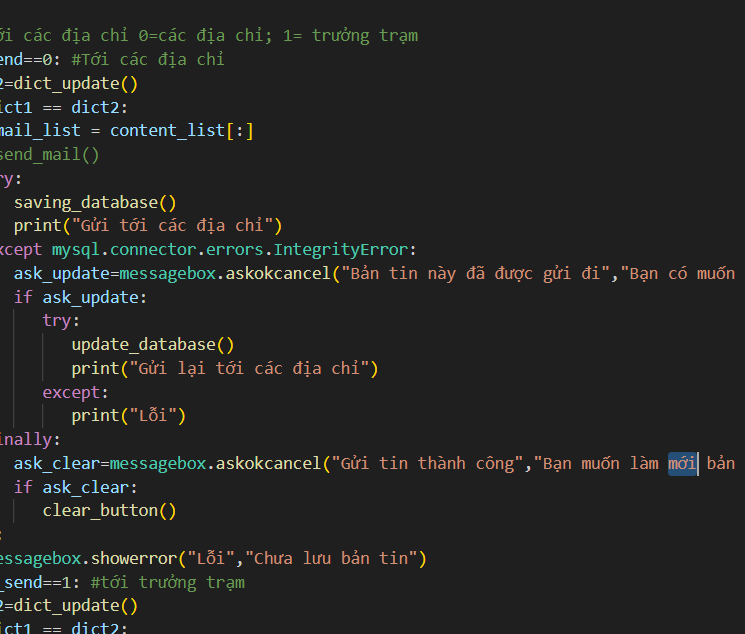 ới các địa chỉ 0=các địa chỉ; 1= trưởng trạm
end==0: #Tới các địa chỉ
2=dict_update()
ict1 == dict2:
mail_list = content_list[:]
send_mail()
ry:
saving_database()
print("Gửi tới các địa chỉ")
xcept mysql.connector.errors.IntegrityError:
ask_update=messagebox.askokcancel("Bản tin này đã được gửi đi","Bạn có muốn
if ask_update:
try:
update_database()
print("Gửi lại tới các địa chỉ")
except:
print("Lỗi")
inally:
ask_clear=messagebox.askokcancel("Gửi tin thành công","Bạn muốn làm mới bản
if ask_clear:
clear_button()
:
essagebox.showerror("Lỗi","Chưa lưu bản tin")
_send==1: #tới trưởng trạm
2=dict_update()
ict1 == dict2: